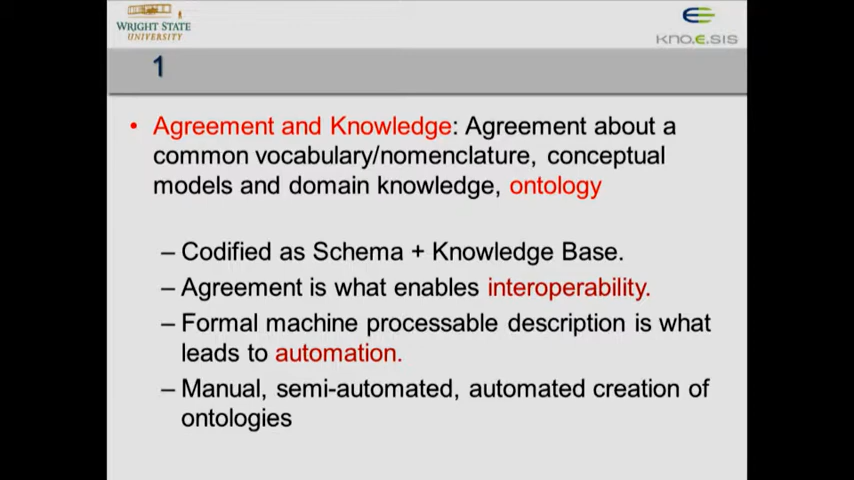 WRIGHT STATE
UNIVERSITY
kno.e.sis
1
• Agreement and Knowledge: Agreement about a
common vocabulary/nomenclature, conceptual
models and domain knowledge, ontology
– Codified as Schema + Knowledge Base.
– Agreement is what enables interoperability.
– Formal machine processable description is what
leads to automation.
– Manual, semi-automated, automated creation of
ontologies